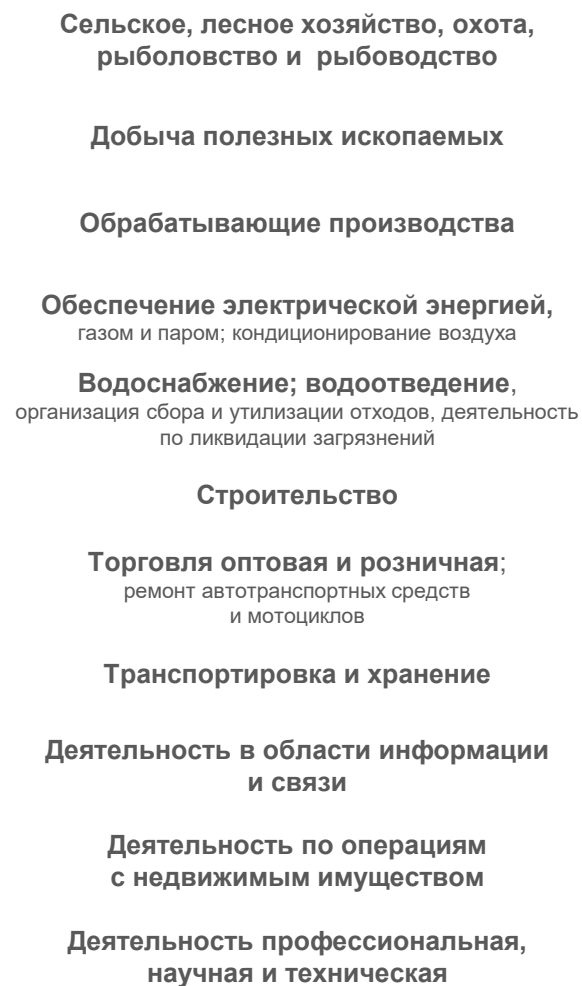 Сельское, лесное хозяйство, охота,
рыболовство и рыбоводство
Добыча полезных ископаемых
Обрабатывающие производства
Обеспечение электрической энергией,
газом и паром; кондиционирование воздуха
Водоснабжение; водоотведение,
организация сбора и утилизации отходов, деятельность
по ликвидации загрязнений
Строительство
Торговля оптовая и розничная;
ремонт автотранспортных средств
и мотоциклов
Транспортировка и хранение
Деятельность в области информации
и связи
Деятельность по операциям
с недвижимым имуществом
Деятельность профессиональная,
научная и техническая